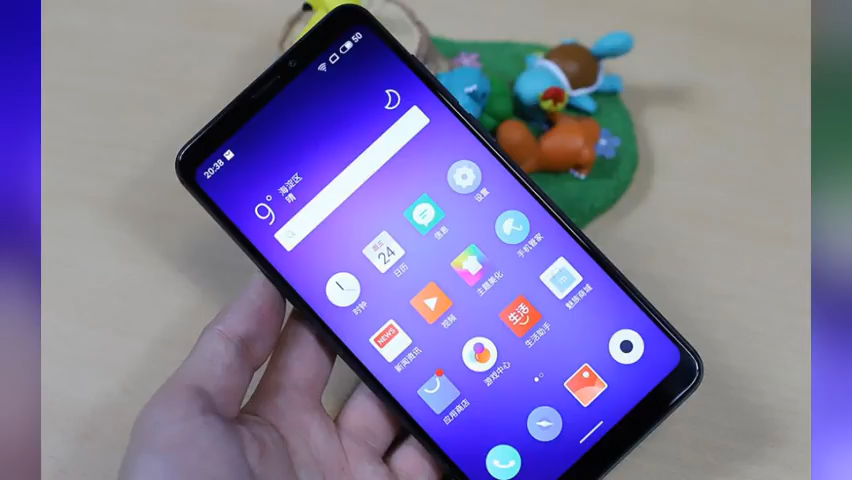 20:38
50
9°
海淀区
晴
时钟
周五
24
日历
信息
设置
NEWS
新闻资讯
视频
主题美化
手机管家
应用商店
游戏中心
生活
生活助手
魅族商城